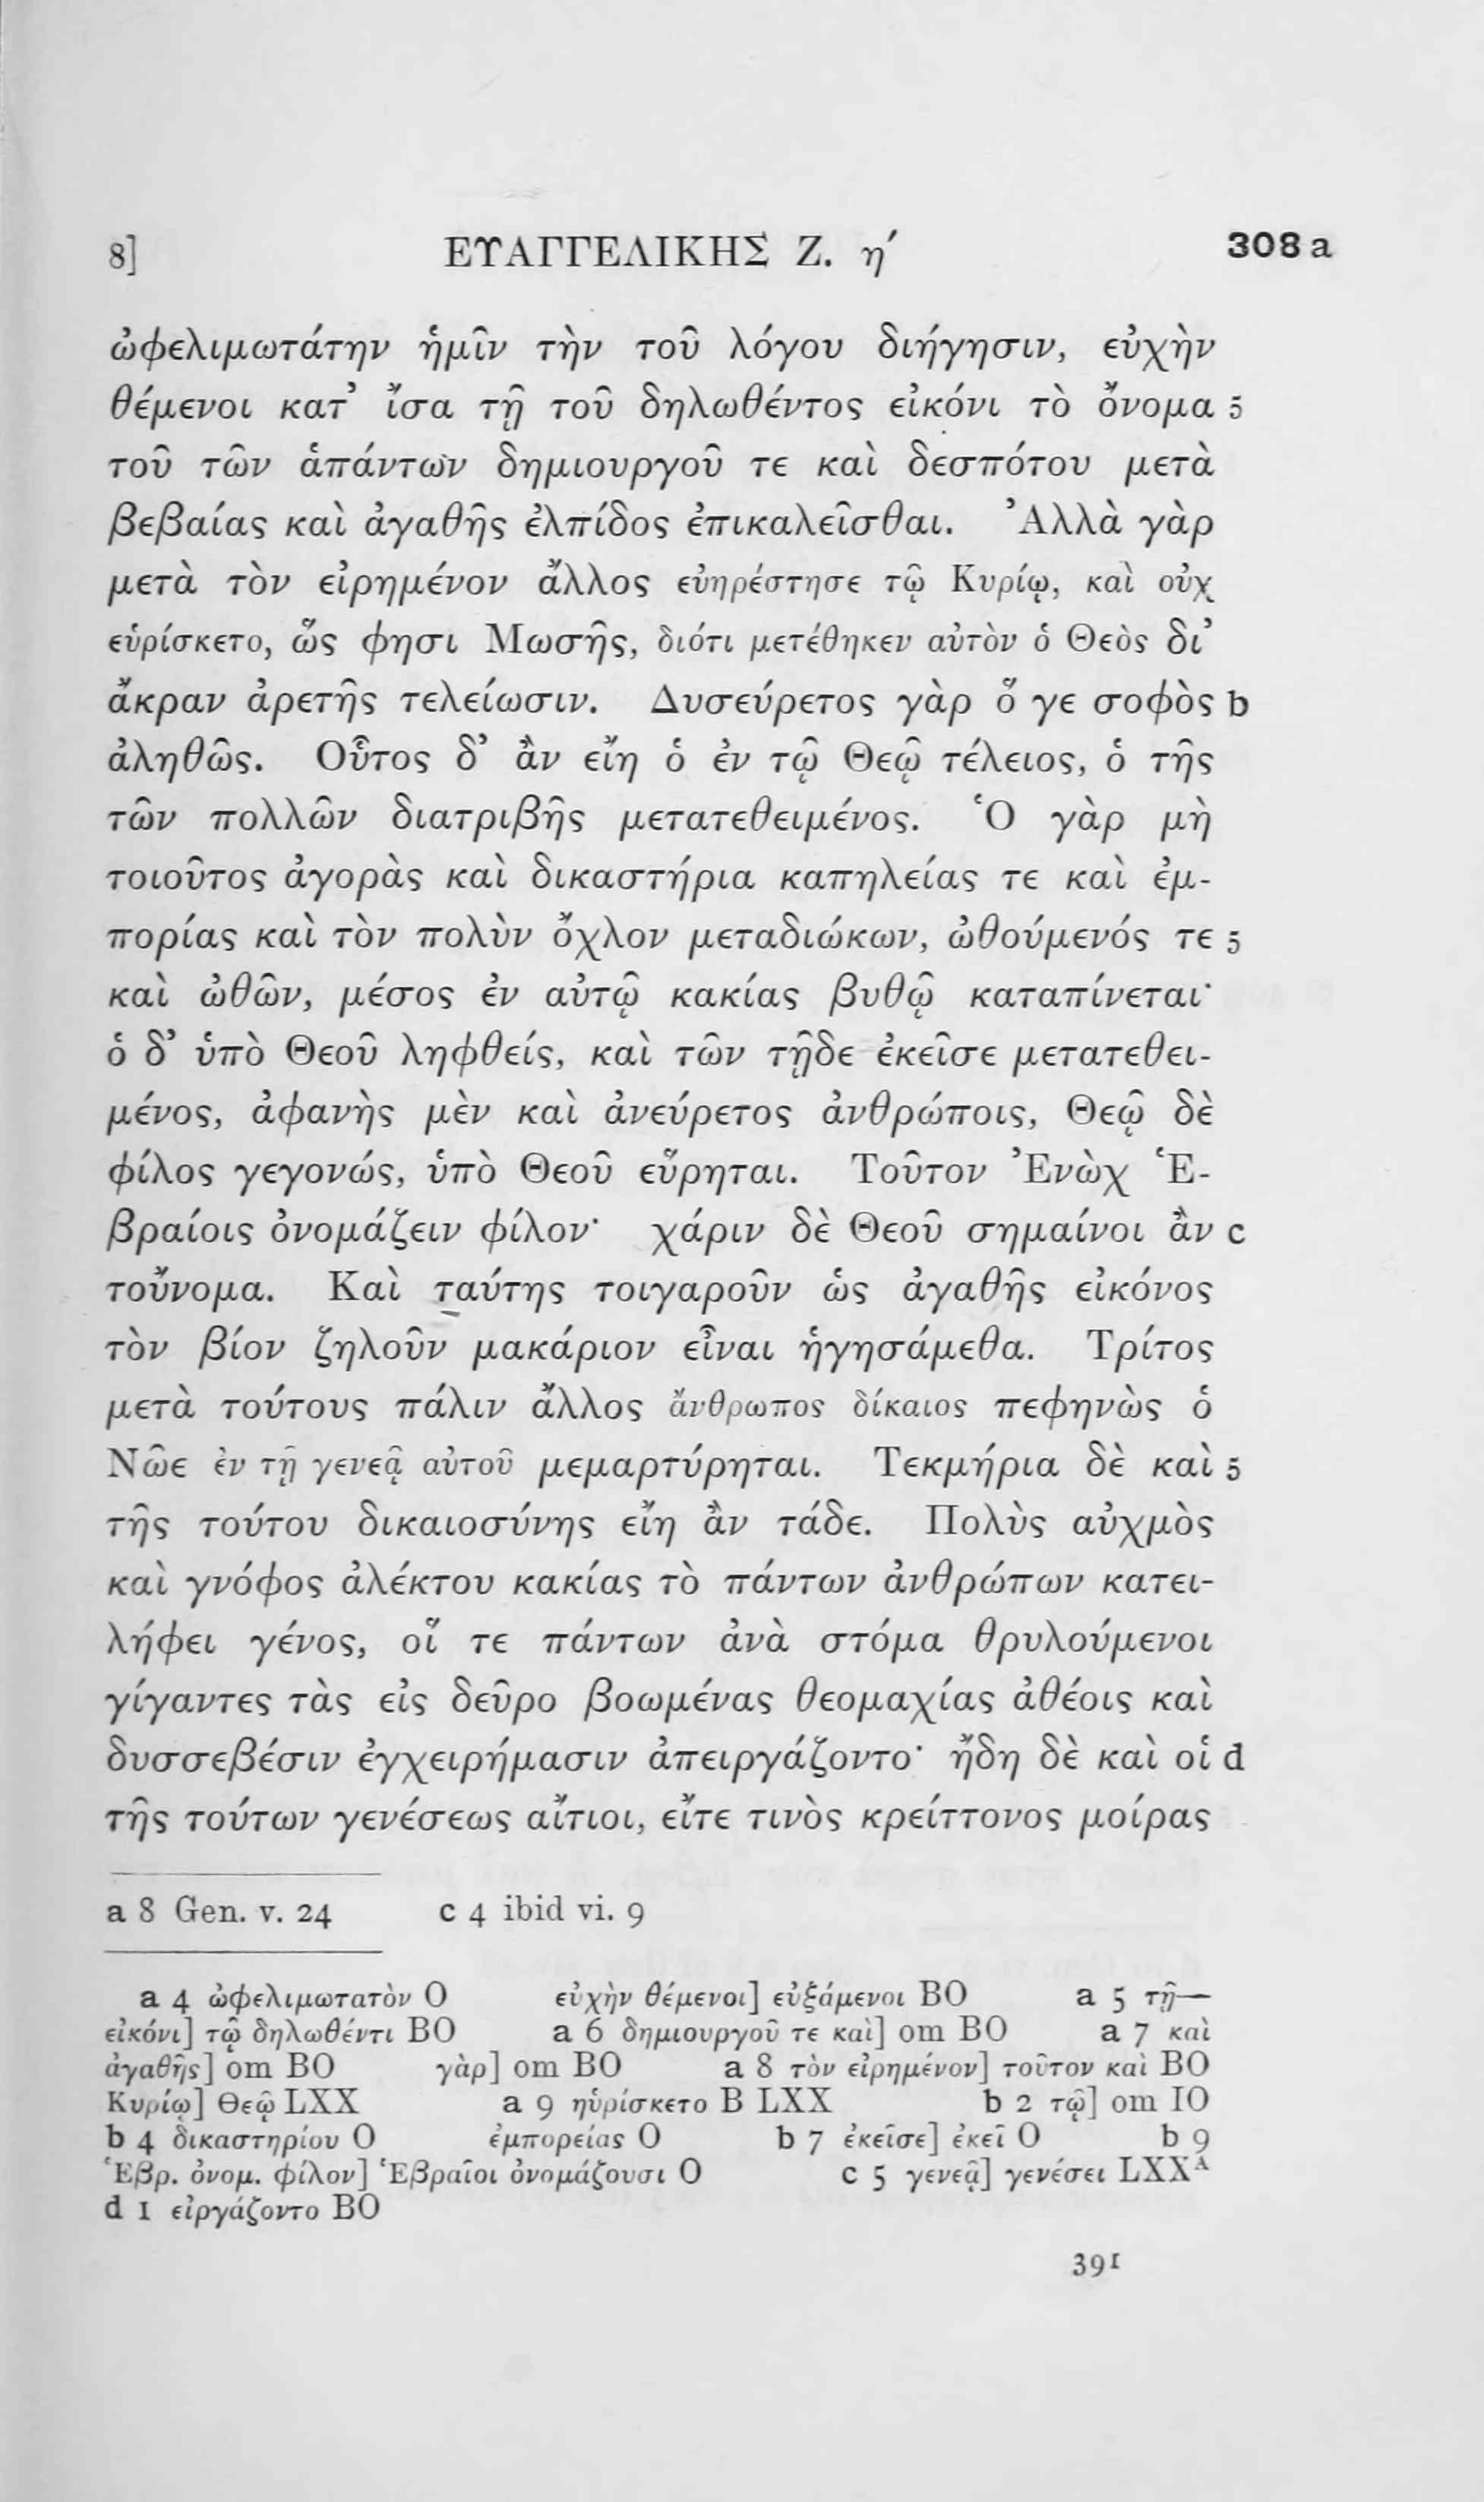 8] ΕΥΑΓΓΕΛΙΚΗΣ Ζ. η΄ 308 a
ὠφελιμωτάτην ἡμῖν τὴν τοῦ λόγου διήγησιν, εὐχὴν
θέμενοι κατ’ ἴσα τῇ τοῦ δηλωθέντος εἰκόνι τὸ ὄνομα 5
τοῦ τῶν ἁπάντων δημιουργοῦ τε καὶ δεσπότου μετὰ
βεβαίας καὶ ἀγαθῆς ἐλπίδος ἐπικαλεῖσθαι. Ἀλλὰ γὰρ
μετὰ τὸν εἰρημένον ἄλλος εὐηρέστησε τῷ Κυρίῳ, καὶ οὐχ
εὑρίσκετο, ὥς φησι Μωσῆς, διότι μετέθηκεν αὐτὸν ὁ Θεὸς δι’
ἄκραν ἀρετῆς τελείωσιν. Δυσεύρετος γὰρ ὅ γε σοφὸς b
ἀληθῶς. Οὗτος δ’ ἂν εἴη ὁ ἐν τῷ Θεῷ τέλειος, ὁ τῆς
τῶν πολλῶν διατριβῆς μετατεθειμένος. Ὁ γὰρ μὴ
τοιοῦτος ἀγορὰς καὶ δικαστήρια καπηλείας τε καὶ ἐμ-
πορίας καὶ τὸν πολὺν ὄχλον μεταδιώκων, ὠθούμενός τε 5
καὶ ὠθῶν, μέσος ἐν αὐτῷ κακίας βυθῷ καταπίνεται·
ὁ δ’ ὑπὸ Θεοῦ ληφθείς, καὶ τῶν τῇδε ἐκεῖσε μετατεθει-
μένος, ἀφανὴς μὲν καὶ ἀνεύρετος ἀνθρώποις, Θεῷ δὲ
φίλος γεγονώς, ὑπὸ Θεοῦ εὕρηται. Τοῦτον Ἐνὼχ Ἑ-
βραίοις ὀνομάζειν φίλον· χάριν δὲ Θεοῦ σημαίνοι ἂν c
τοὔνομα. Καὶ ταύτης τοιγαροῦν ὡς ἀγαθῆς εἰκόνος
τὸν βίον ζηλοῦν μακάριον εἶναι ἡγησάμεθα. Τρίτος
μετὰ τούτους πάλιν ἄλλος ἄνθρωπος δίκαιος πεφηνὼς ὁ
Νῶε ἐν τῇ γενεᾷ αὐτοῦ μεμαρτύρηται. Τεκμήρια δὲ καὶ 5
τῆς τούτου δικαιοσύνης εἴη ἂν τάδε. Πολὺς αὐχμὸς
καὶ γνόφος ἀλέκτου κακίας τὸ πάντων ἀνθρώπων κατει-
λήφει γένος, οἵ τε πάντων ἀνὰ στόμα θρυλούμενοι
γίγαντες τὰς εἰς δεῦρο βοωμένας θεομαχίας ἀθέοις καὶ
δυσσεβέσιν ἐγχειρήμασιν ἀπειργάζοντο· ἤδη δὲ καὶ οἱ d
τῆς τούτων γενέσεως αἴτιοι, εἴτε τινὸς κρείττονος μοίρας
a 8 Gen. v. 24 c 4 ibid vi. 9
a 4 ὠφελιμωτατὸν O εὐχὴν θέμενοι] εὐξάμενοι BO a 5 τῇ—
εἰκόνι] τῷ δηλωθέντι BO a 6 δημιουργοῦ τε καὶ] om BO a 7 καὶ
ἀγαθῆς] om BO γὰρ] om BO a 8 τὸν εἰρημένον] τοῦτον καὶ BO
Κυρίῳ] Θεῷ LXX a 9 ηὑρίσκετο B LXX b 2 τῷ] om IO
b 4 δικαστηρίου O ἐμπορείας O b 7 ἐκεῖσε] ἐκεῖ O b 9
Ἑβρ. ὀνομ. φίλον] Ἑβραῖοι ὀνομάζουσι O c 5 γενεᾷ] γενέσει LXXᴬ
d 1 εἰργάζοντο BO
391